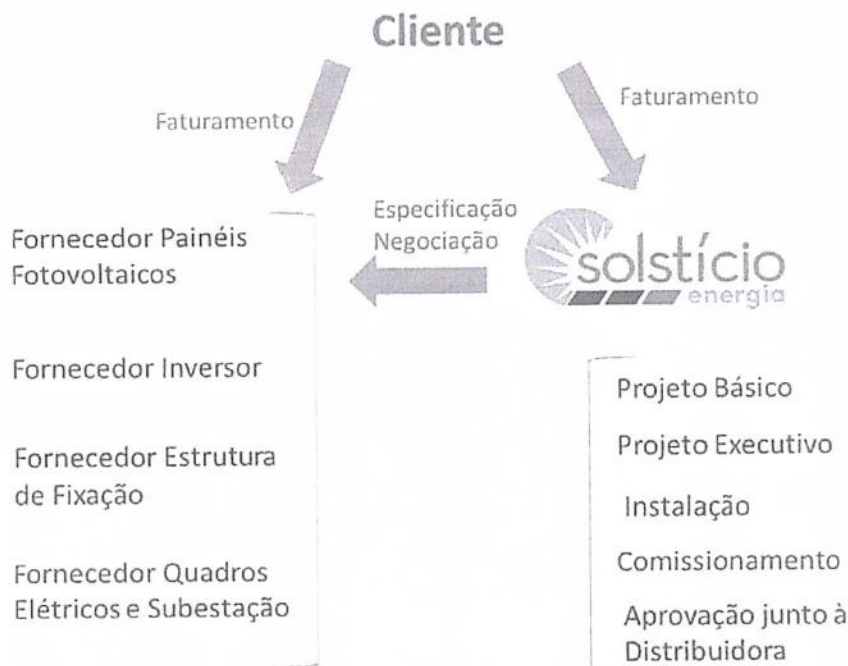 Cliente
Faturamento
Faturamento
Especificação
Negociação
solstício
energia
Fornecedor Painéis
Fotovoltaicos
Fornecedor Inversor
Fornecedor Estrutura
de Fixação
Fornecedor Quadros
Elétricos e Subestação
Projeto Básico
Projeto Executivo
Instalação
Comissionamento
Aprovação junto à
Distribuidora